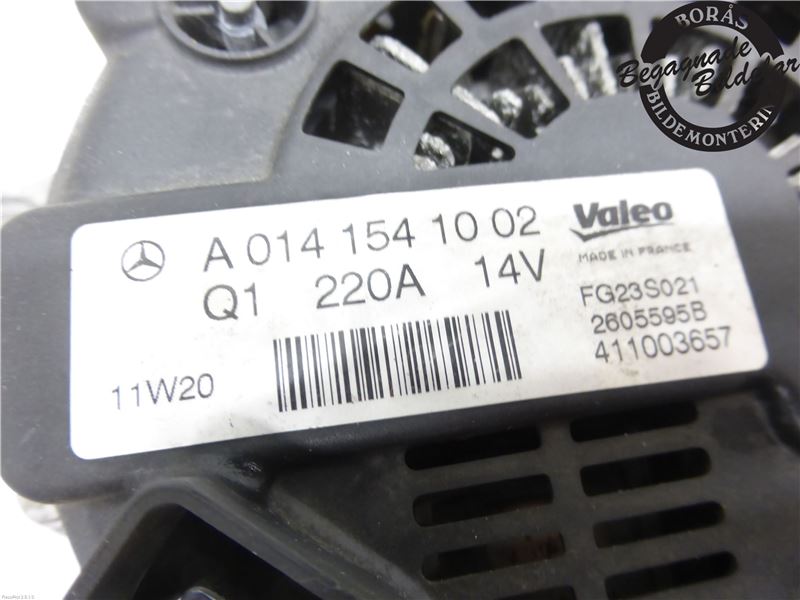 BORÅS
Begagnade
Bildelar
BILDEMONTERING
A 014 154 10 02
Valeo
MADE IN FRANCE
Q1 220A 14V
FG23S021
2605595B
411003657
11W20